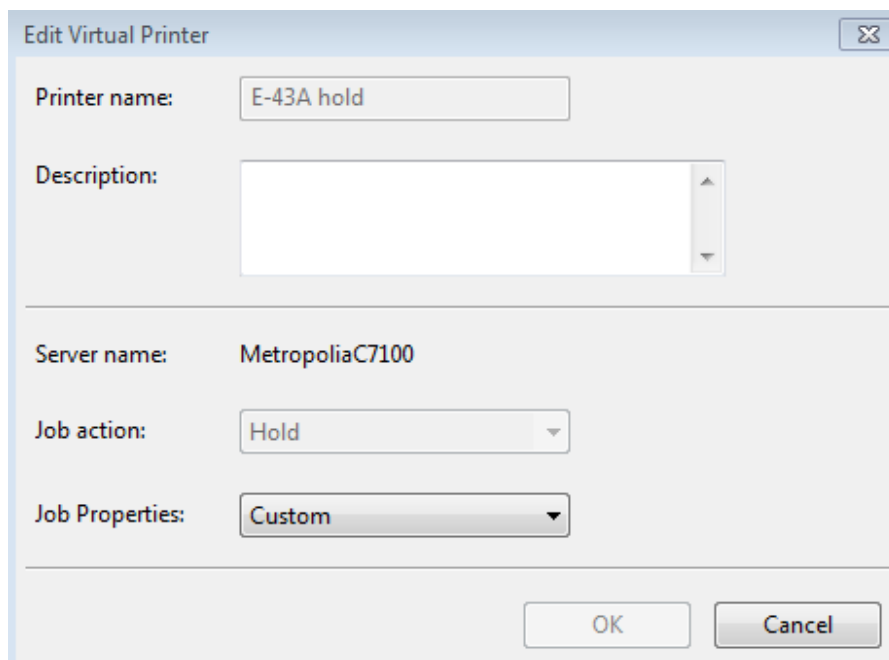 Edit Virtual Printer
Printer name: E-43A hold
Description:
Server name: MetropoliaC7100
Job action: Hold
Job Properties: Custom
OK Cancel